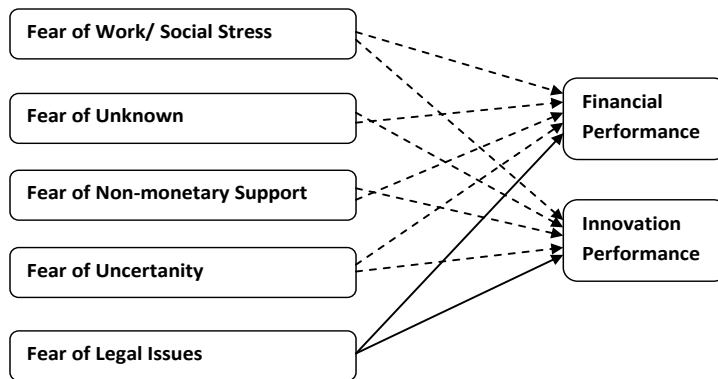 Fear of Work/ Social Stress
Fear of Unknown
Fear of Non-monetary Support
Fear of Uncertanity
Fear of Legal Issues
Financial
Performance
Innovation
Performance